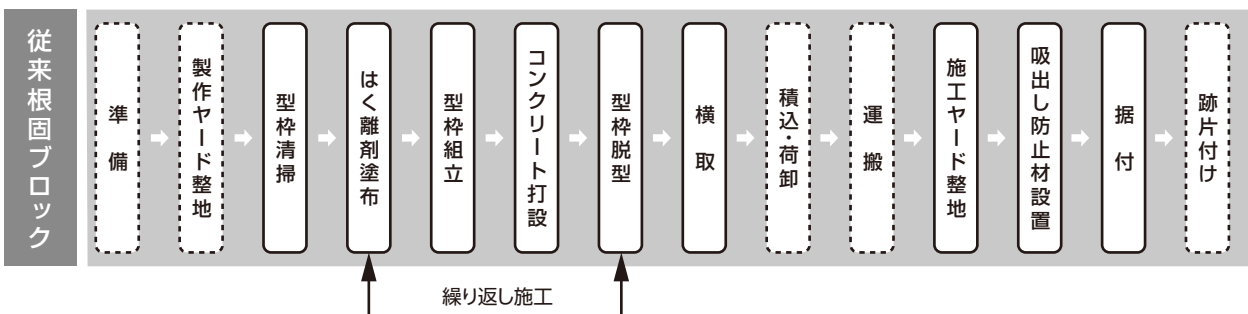 従来根固ブロック
準備
製作ヤード整地
型枠清掃
はく離剤塗布
型枠組立
コンクリート打設
型枠脱型
横取
積込・荷卸
運搬
施工ヤード整地
吸出し防止材設置
据付
跡片付け
繰り返し施工